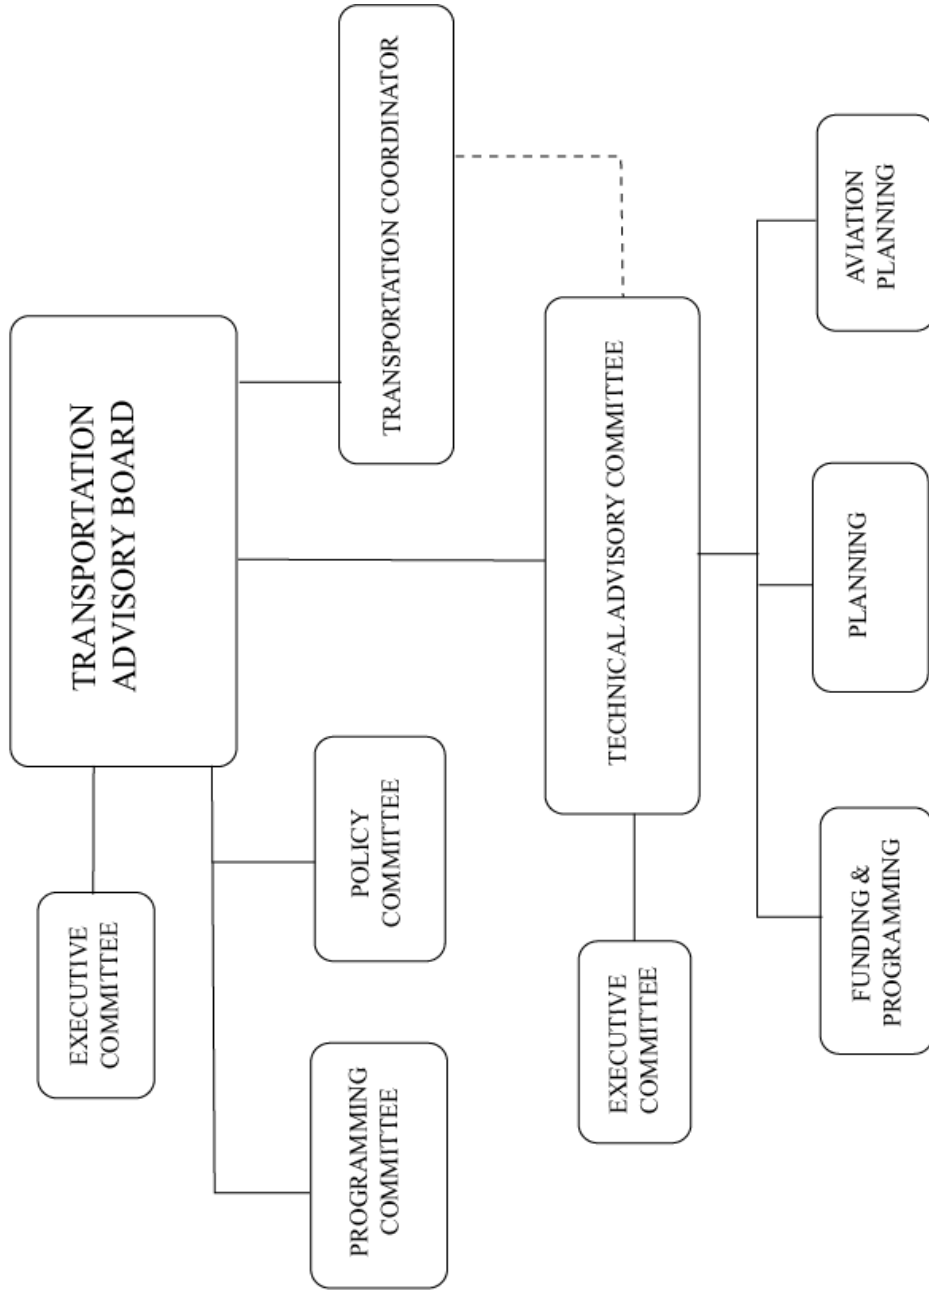 TRANSPORTATION
ADVISORY BOARD
EXECUTIVE
COMMITTEE
TRANSPORTATION COORDINATOR
POLICY
COMMITTEE
PROGRAMMING
COMMITTEE
TECHNICAL ADVISORY COMMITTEE
EXECUTIVE
COMMITTEE
FUNDING &
PROGRAMMING
PLANNING
AVIATION
PLANNING